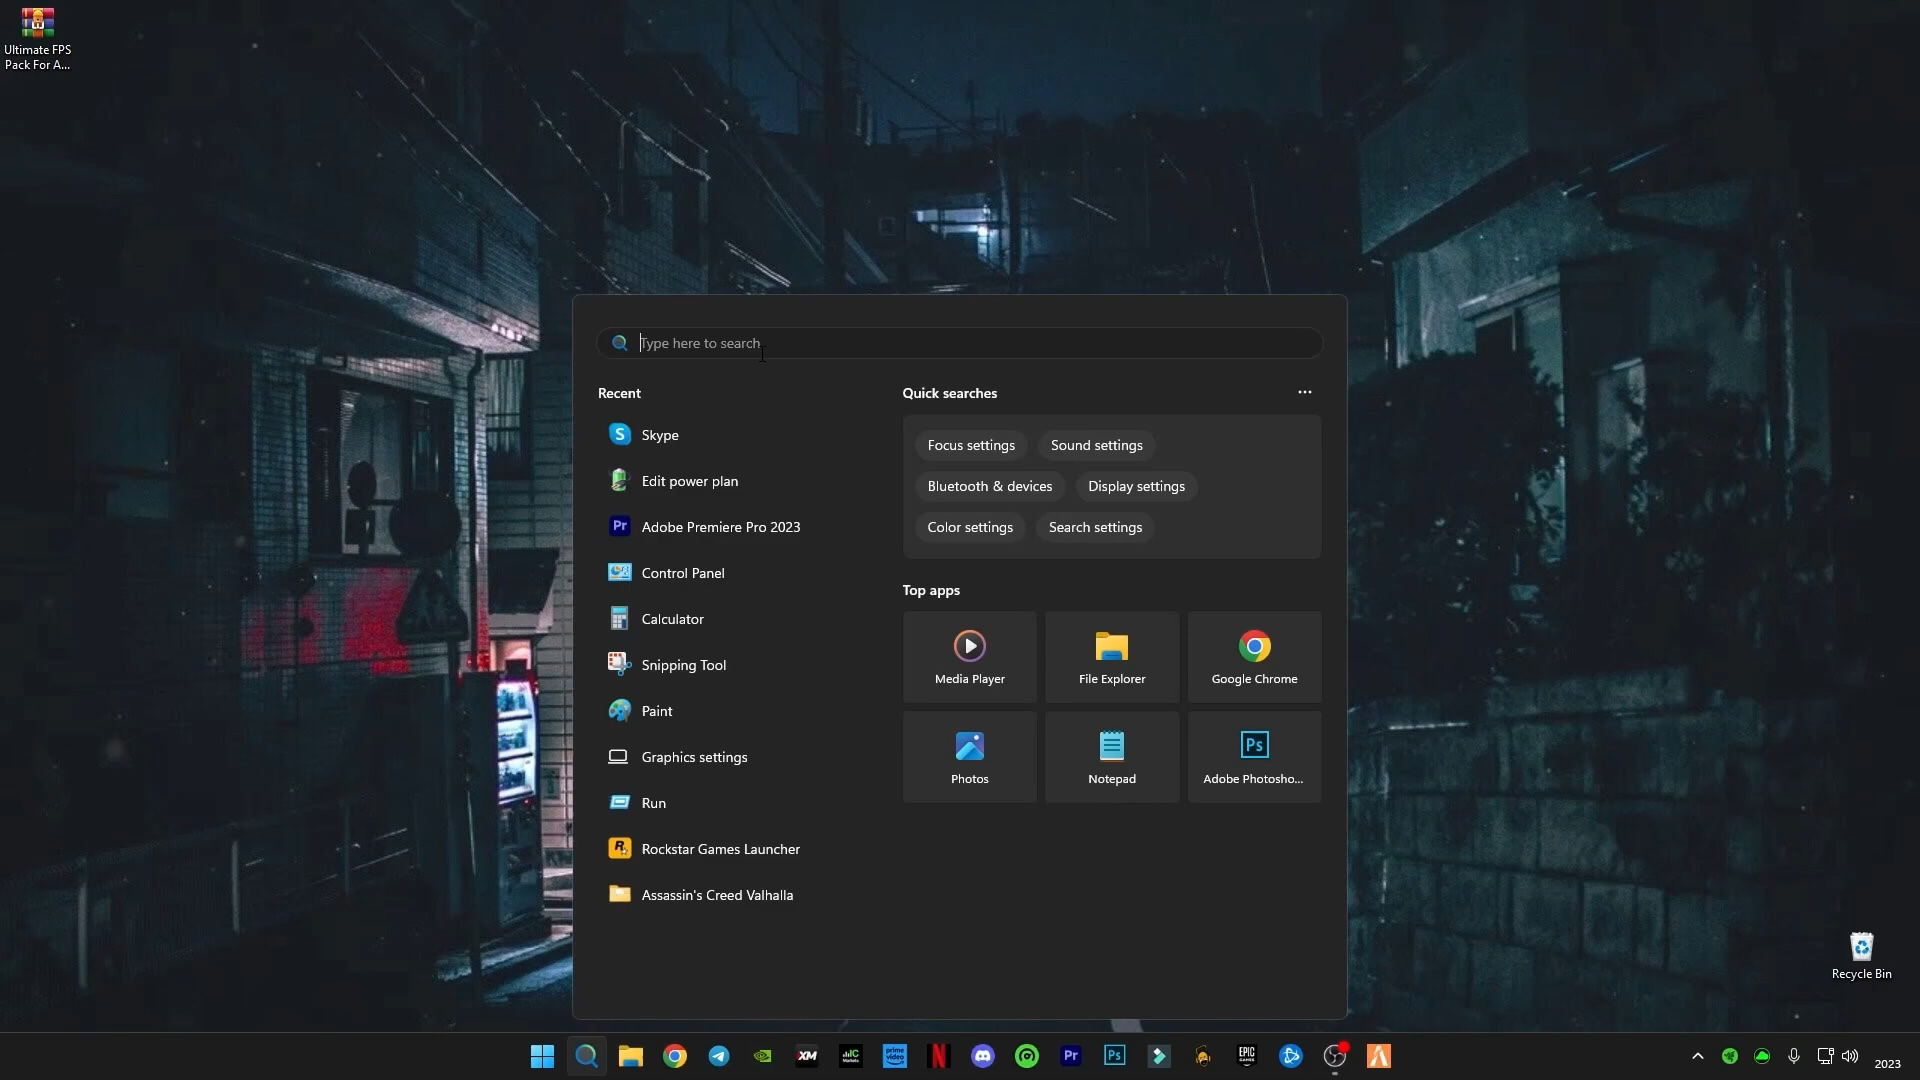 Ultimate FPS
Pack For A...
Type here to search
Recent
Skype
Edit power plan
Adobe Premiere Pro 2023
Control Panel
Calculator
Snipping Tool
Paint
Graphics settings
Run
Rockstar Games Launcher
Assassin's Creed Valhalla
Quick searches
Focus settings
Sound settings
Bluetooth & devices
Display settings
Color settings
Search settings
Top apps
Media Player
File Explorer
Google Chrome
Photos
Notepad
Adobe Photosho...
Recycle Bin
2023